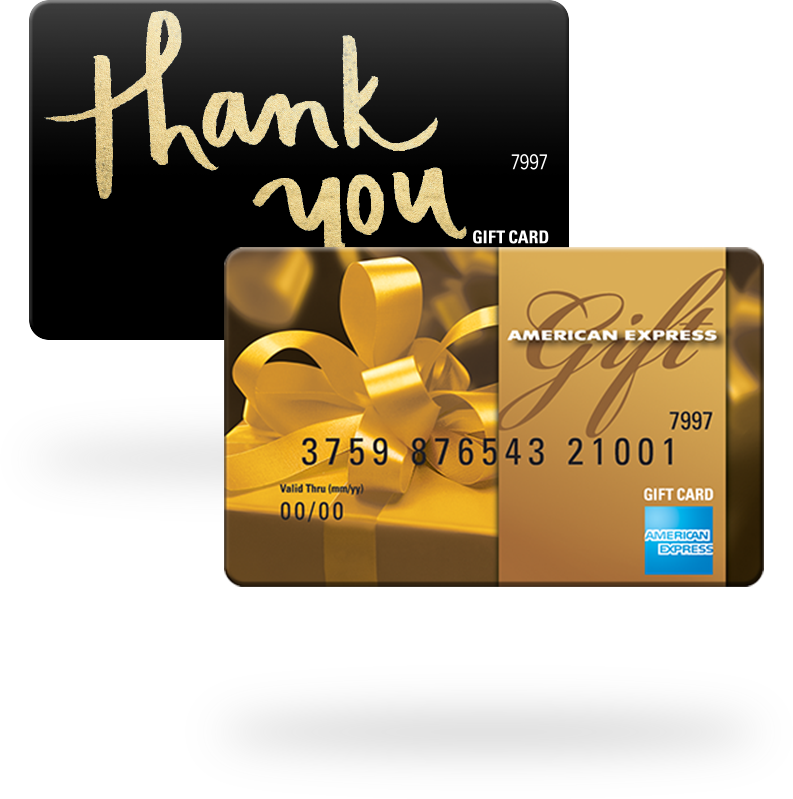 thank
you
7997
GIFT CARD
Gift
AMERICAN EXPRESS
7997
3759 876543 21001
Valid Thru (mm/yy)
00/00
GIFT CARD
AMERICAN
EXPRESS